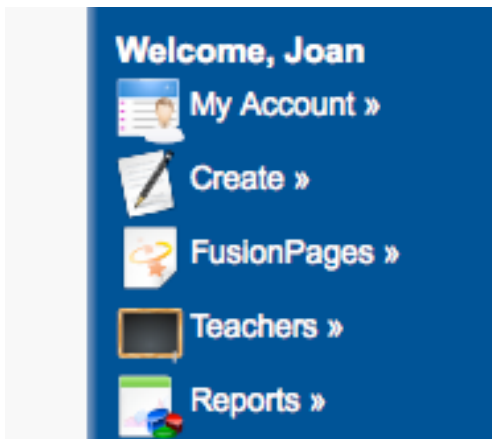 Welcome, Joan
My Account »
Create »
FusionPages »
Teachers »
Reports »